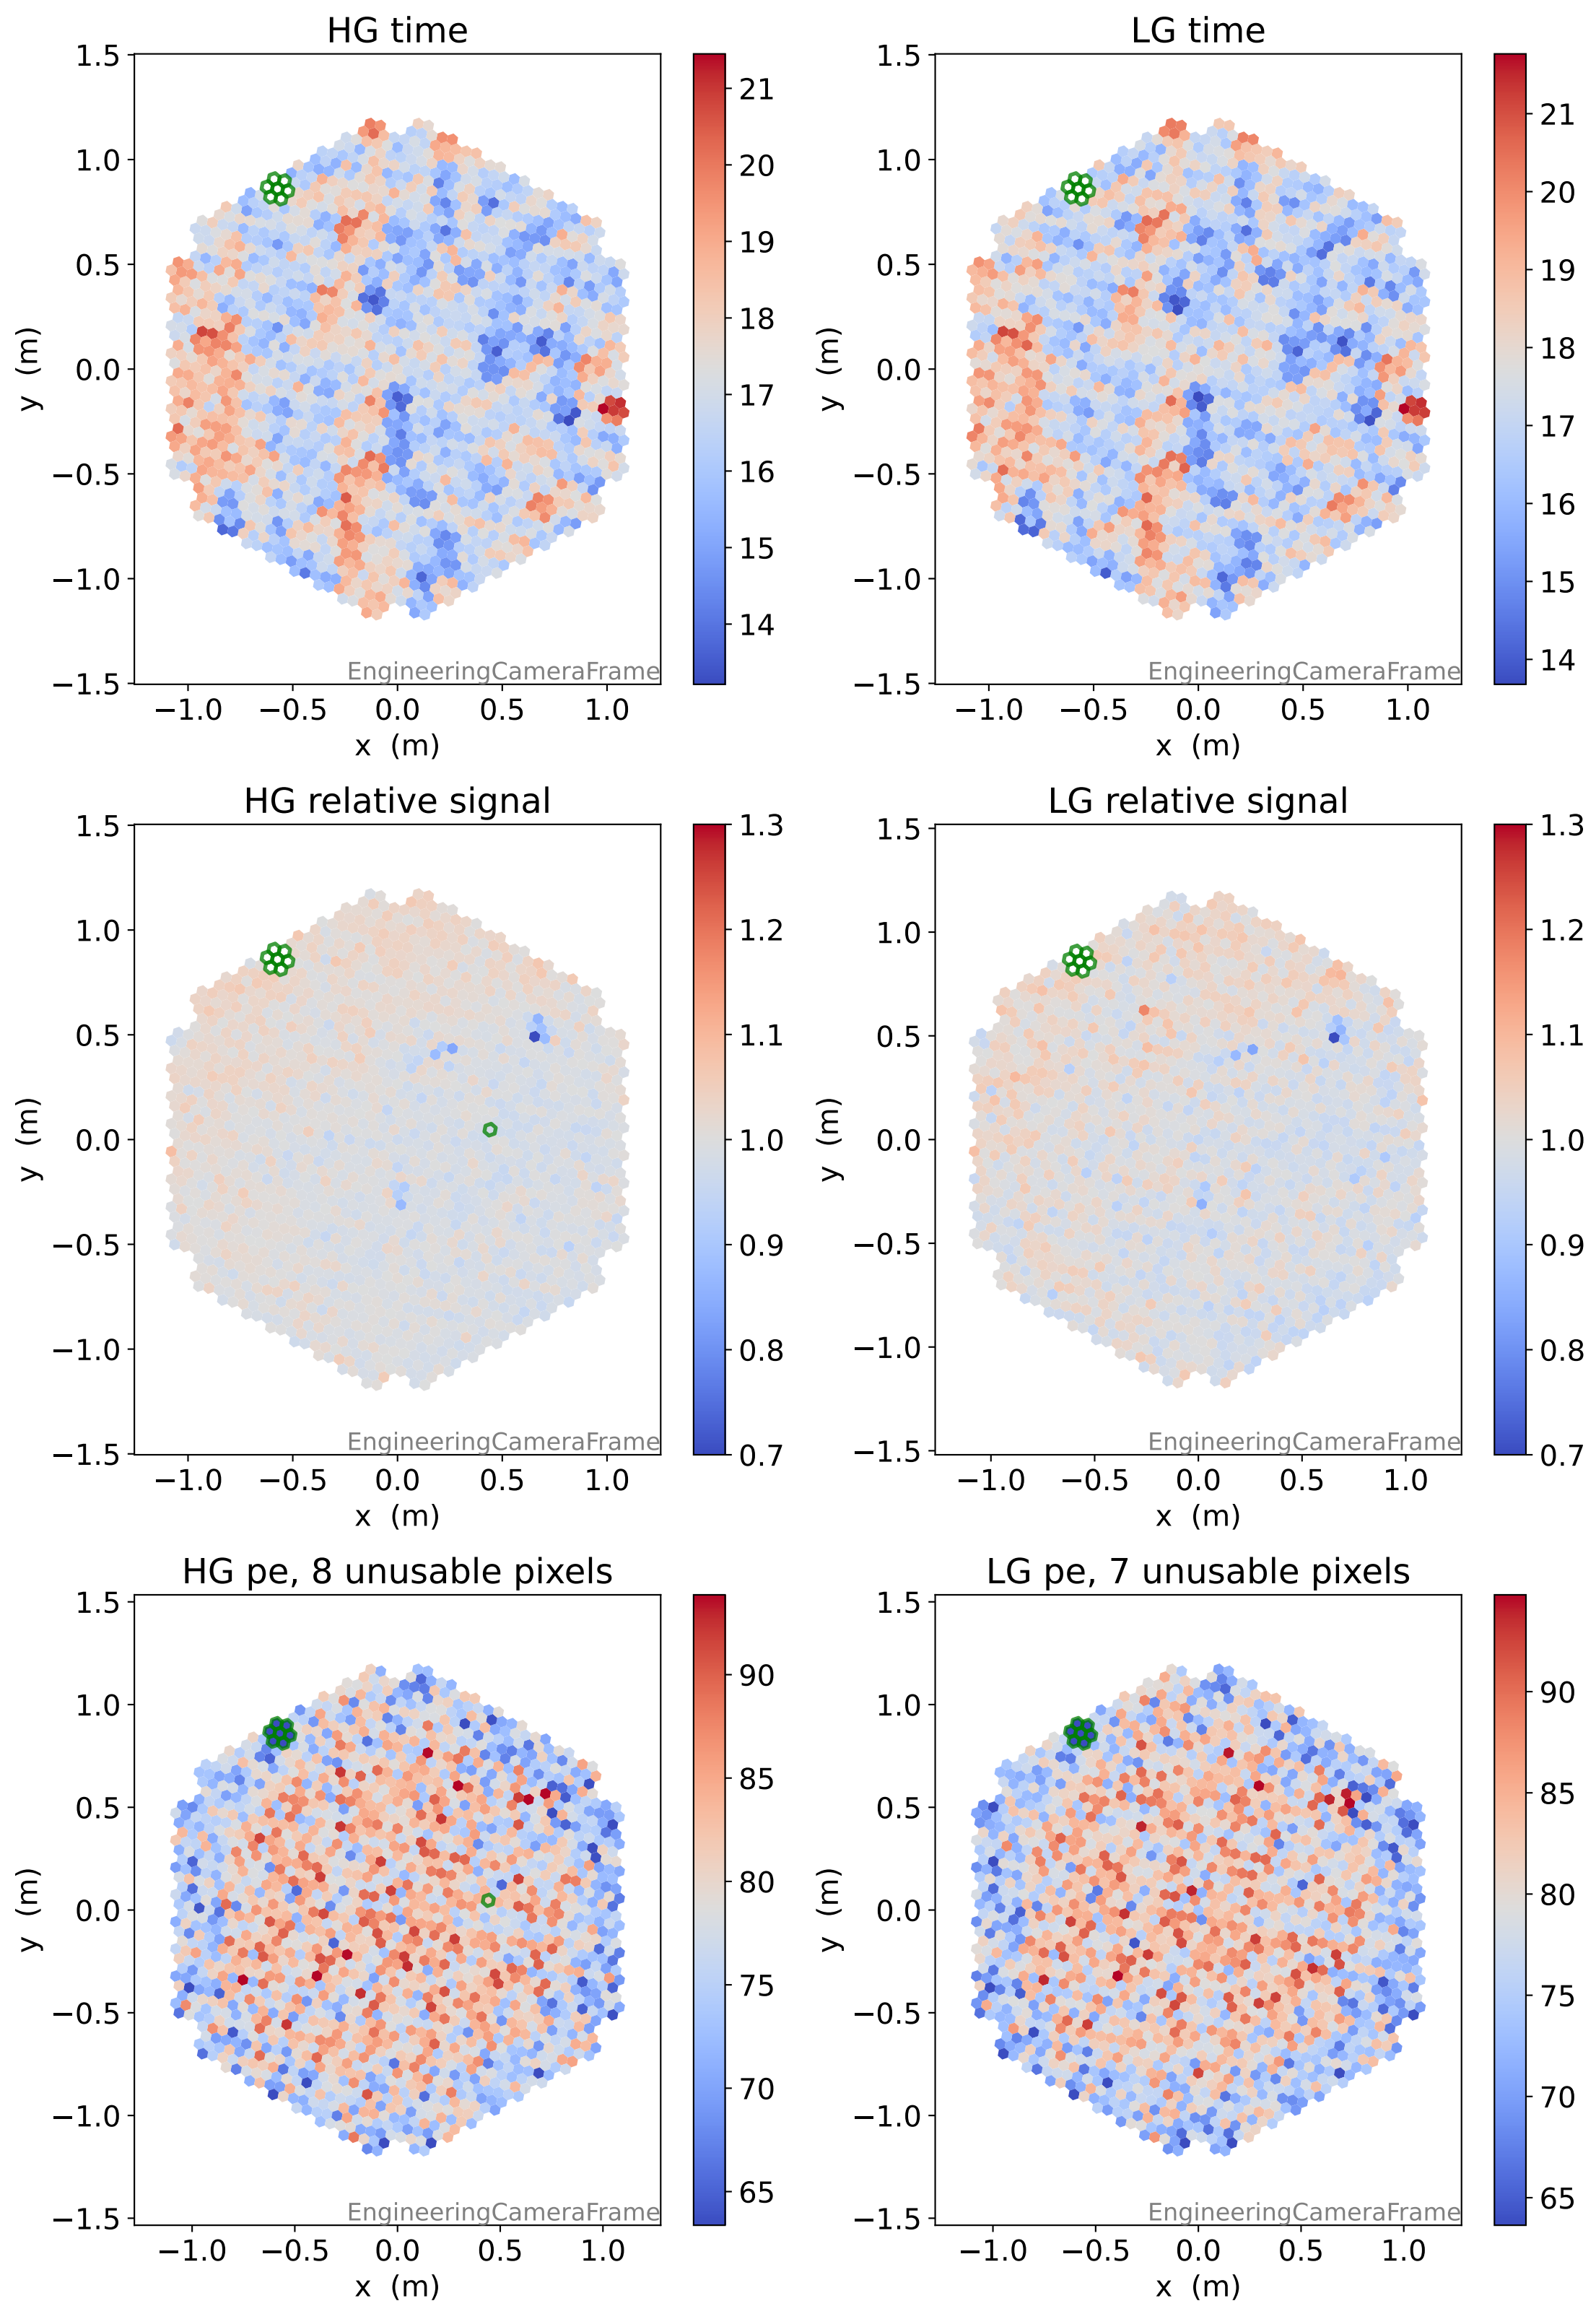 HG time
1.5
1.0
0.5
0.0
−0.5
−1.0
−1.5
y (m)
−1.0 −0.5 0.0 0.5 1.0
x (m)
EngineeringCameraFrame
21
20
19
18
17
16
15
14
LG time
1.5
1.0
0.5
0.0
−0.5
−1.0
−1.5
y (m)
−1.0 −0.5 0.0 0.5 1.0
x (m)
EngineeringCameraFrame
21
20
19
18
17
16
15
14
HG relative signal
1.5
1.0
0.5
0.0
−0.5
−1.0
−1.5
y (m)
−1.0 −0.5 0.0 0.5 1.0
x (m)
EngineeringCameraFrame
1.3
1.2
1.1
1.0
0.9
0.8
0.7
LG relative signal
1.5
1.0
0.5
0.0
−0.5
−1.0
−1.5
y (m)
−1.0 −0.5 0.0 0.5 1.0
x (m)
EngineeringCameraFrame
1.3
1.2
1.1
1.0
0.9
0.8
0.7
HG pe, 8 unusable pixels
1.5
1.0
0.5
0.0
−0.5
−1.0
−1.5
y (m)
−1.0 −0.5 0.0 0.5 1.0
x (m)
EngineeringCameraFrame
90
85
80
75
70
65
LG pe, 7 unusable pixels
1.5
1.0
0.5
0.0
−0.5
−1.0
−1.5
y (m)
−1.0 −0.5 0.0 0.5 1.0
x (m)
EngineeringCameraFrame
90
85
80
75
70
65